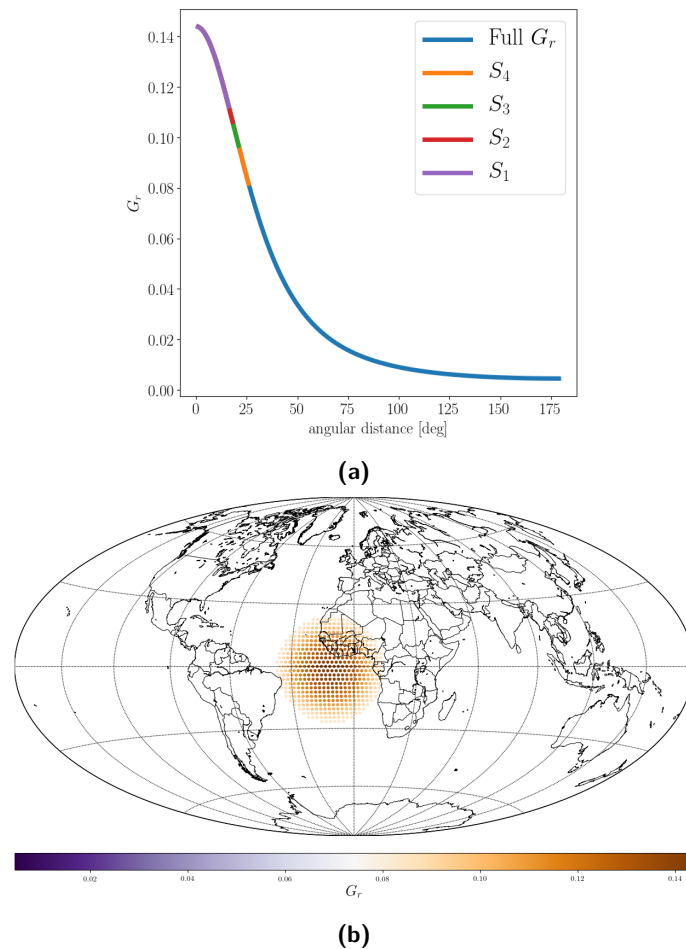 0.14
0.12
0.10
0.08
0.06
0.04
0.02
0.00
G_r
Full G_r
S_4
S_3
S_2
S_1
0 25 50 75 100 125 150 175
angular distance [deg]
(a)
0.02 0.04 0.06 0.08 0.10 0.12 0.14
G_r
(b)